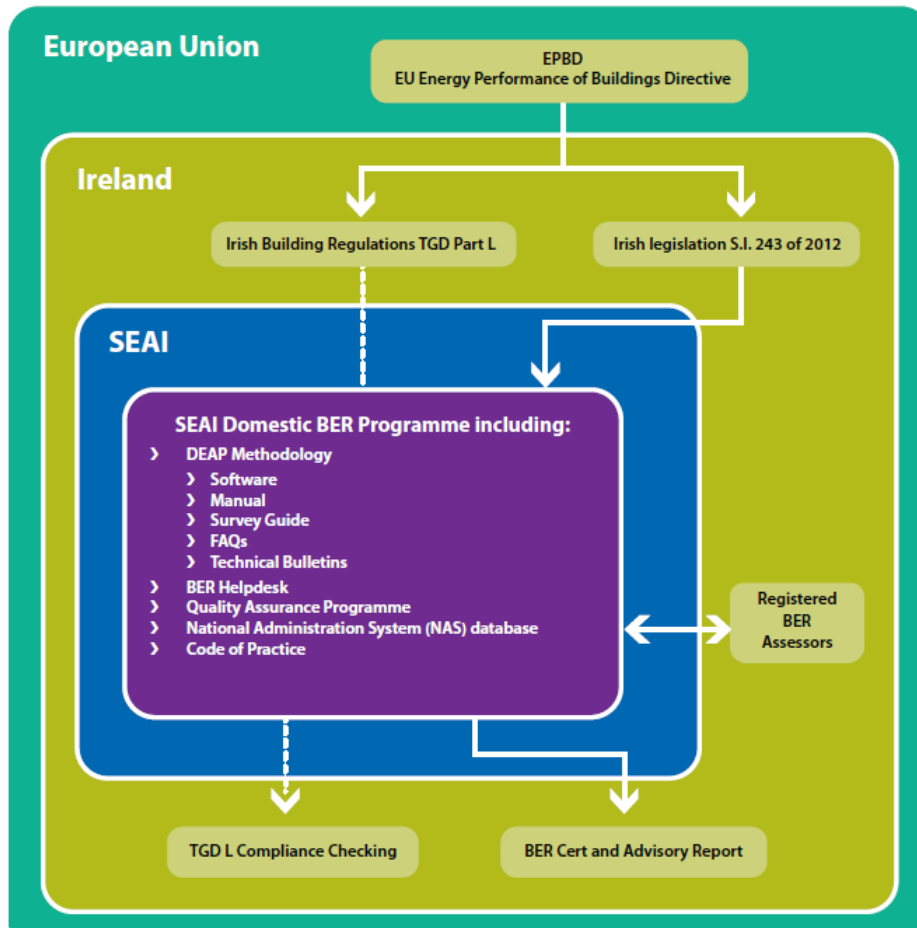 European Union
EPBD
EU Energy Performance of Buildings Directive
Ireland
Irish Building Regulations TGD Part L
Irish legislation S.I. 243 of 2012
SEAI
SEAI Domestic BER Programme including:
❯ DEAP Methodology
❯ Software
❯ Manual
❯ Survey Guide
❯ FAQs
❯ Technical Bulletins
❯ BER Helpdesk
❯ Quality Assurance Programme
❯ National Administration System (NAS) database
❯ Code of Practice
Registered
BER
Assessors
TGD L Compliance Checking
BER Cert and Advisory Report